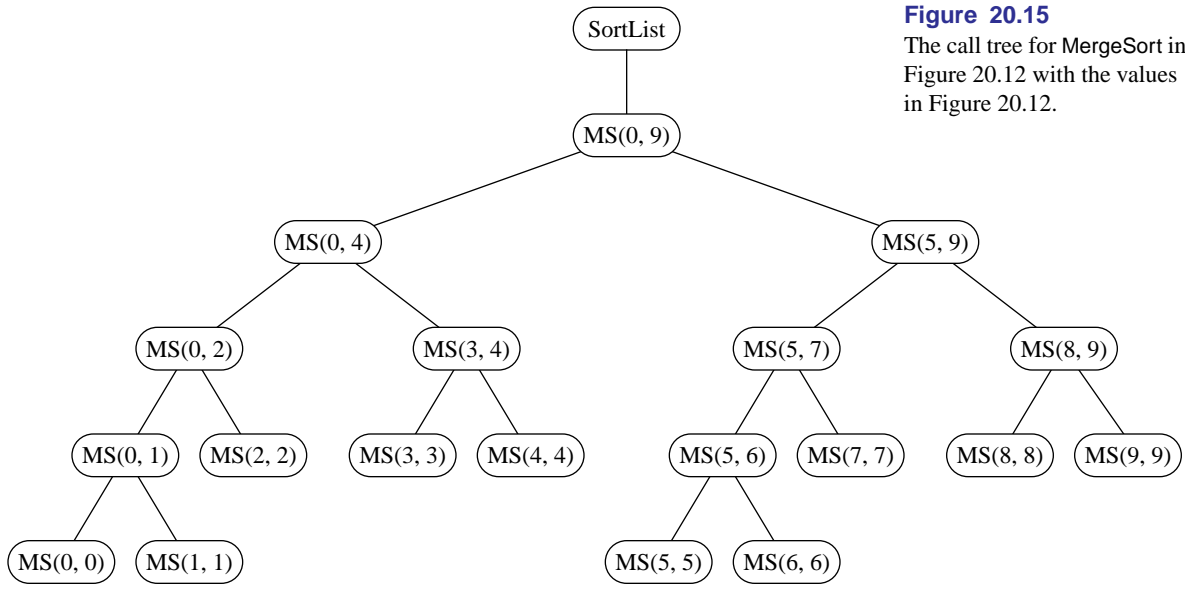 SortList
Figure 20.15
The call tree for MergeSort in
Figure 20.12 with the values
in Figure 20.12.
MS(0, 9)
MS(0, 4)
MS(5, 9)
MS(0, 2)
MS(3, 4)
MS(5, 7)
MS(8, 9)
MS(0, 1)
MS(2, 2)
MS(3, 3)
MS(4, 4)
MS(5, 6)
MS(7, 7)
MS(8, 8)
MS(9, 9)
MS(0, 0)
MS(1, 1)
MS(5, 5)
MS(6, 6)